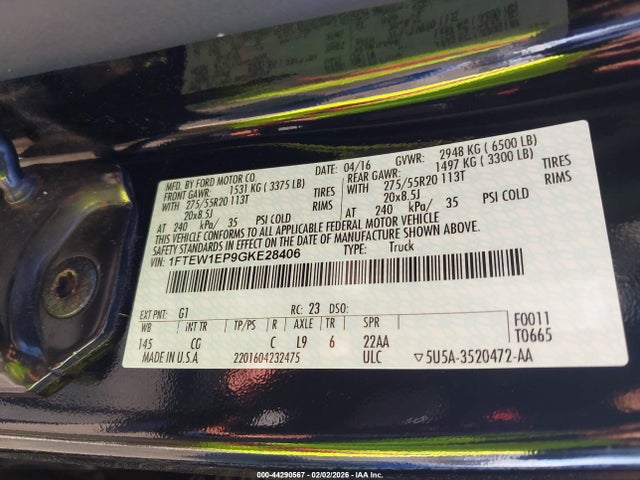 MFD. BY FORD MOTOR CO. DATE: 04/16 GVWR: 2948 KG ( 6500 LB)
FRONT GAWR: 1531 KG ( 3375 LB) REAR GAWR: 1497 KG ( 3300 LB)
WITH 275/55R20 113T TIRES WITH 275/55R20 113T TIRES
20x8.5J RIMS 20x8.5J RIMS
AT 240 kPa/ 35 PSI COLD AT 240 kPa/ 35 PSI COLD
THIS VEHICLE CONFORMS TO ALL APPLICABLE FEDERAL MOTOR VEHICLE
SAFETY STANDARDS IN EFFECT ON THE DATE OF MANUFACTURE SHOWN ABOVE.
VIN: 1FTEW1EP9GKE28406 TYPE: Truck
EXT PNT: G1 RC: 23 DSO: F0011
WB INT TR TP/PS R AXLE TR SPR T0665
145 CG C L9 6 22AA
MADE IN U.S.A. 2201604232475 ULC ▽5U5A-3520472-AA
000-44290567 - 02/02/2026 - IAA Inc.